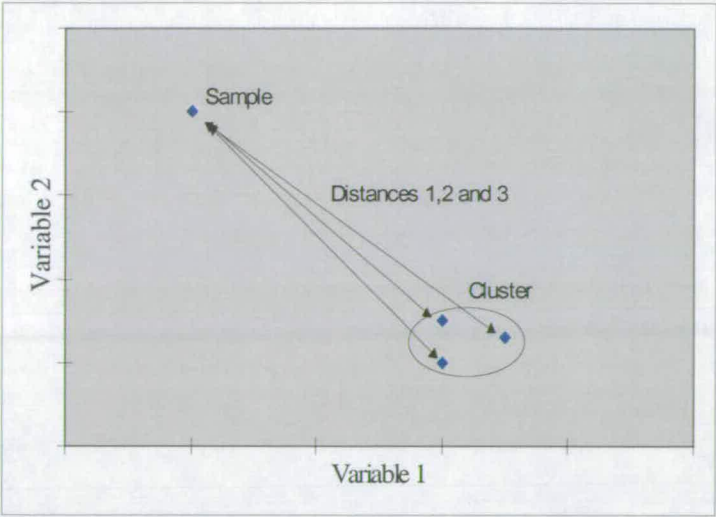 Sample
Distances 1,2 and 3
Cluster
Variable 2
Variable 1